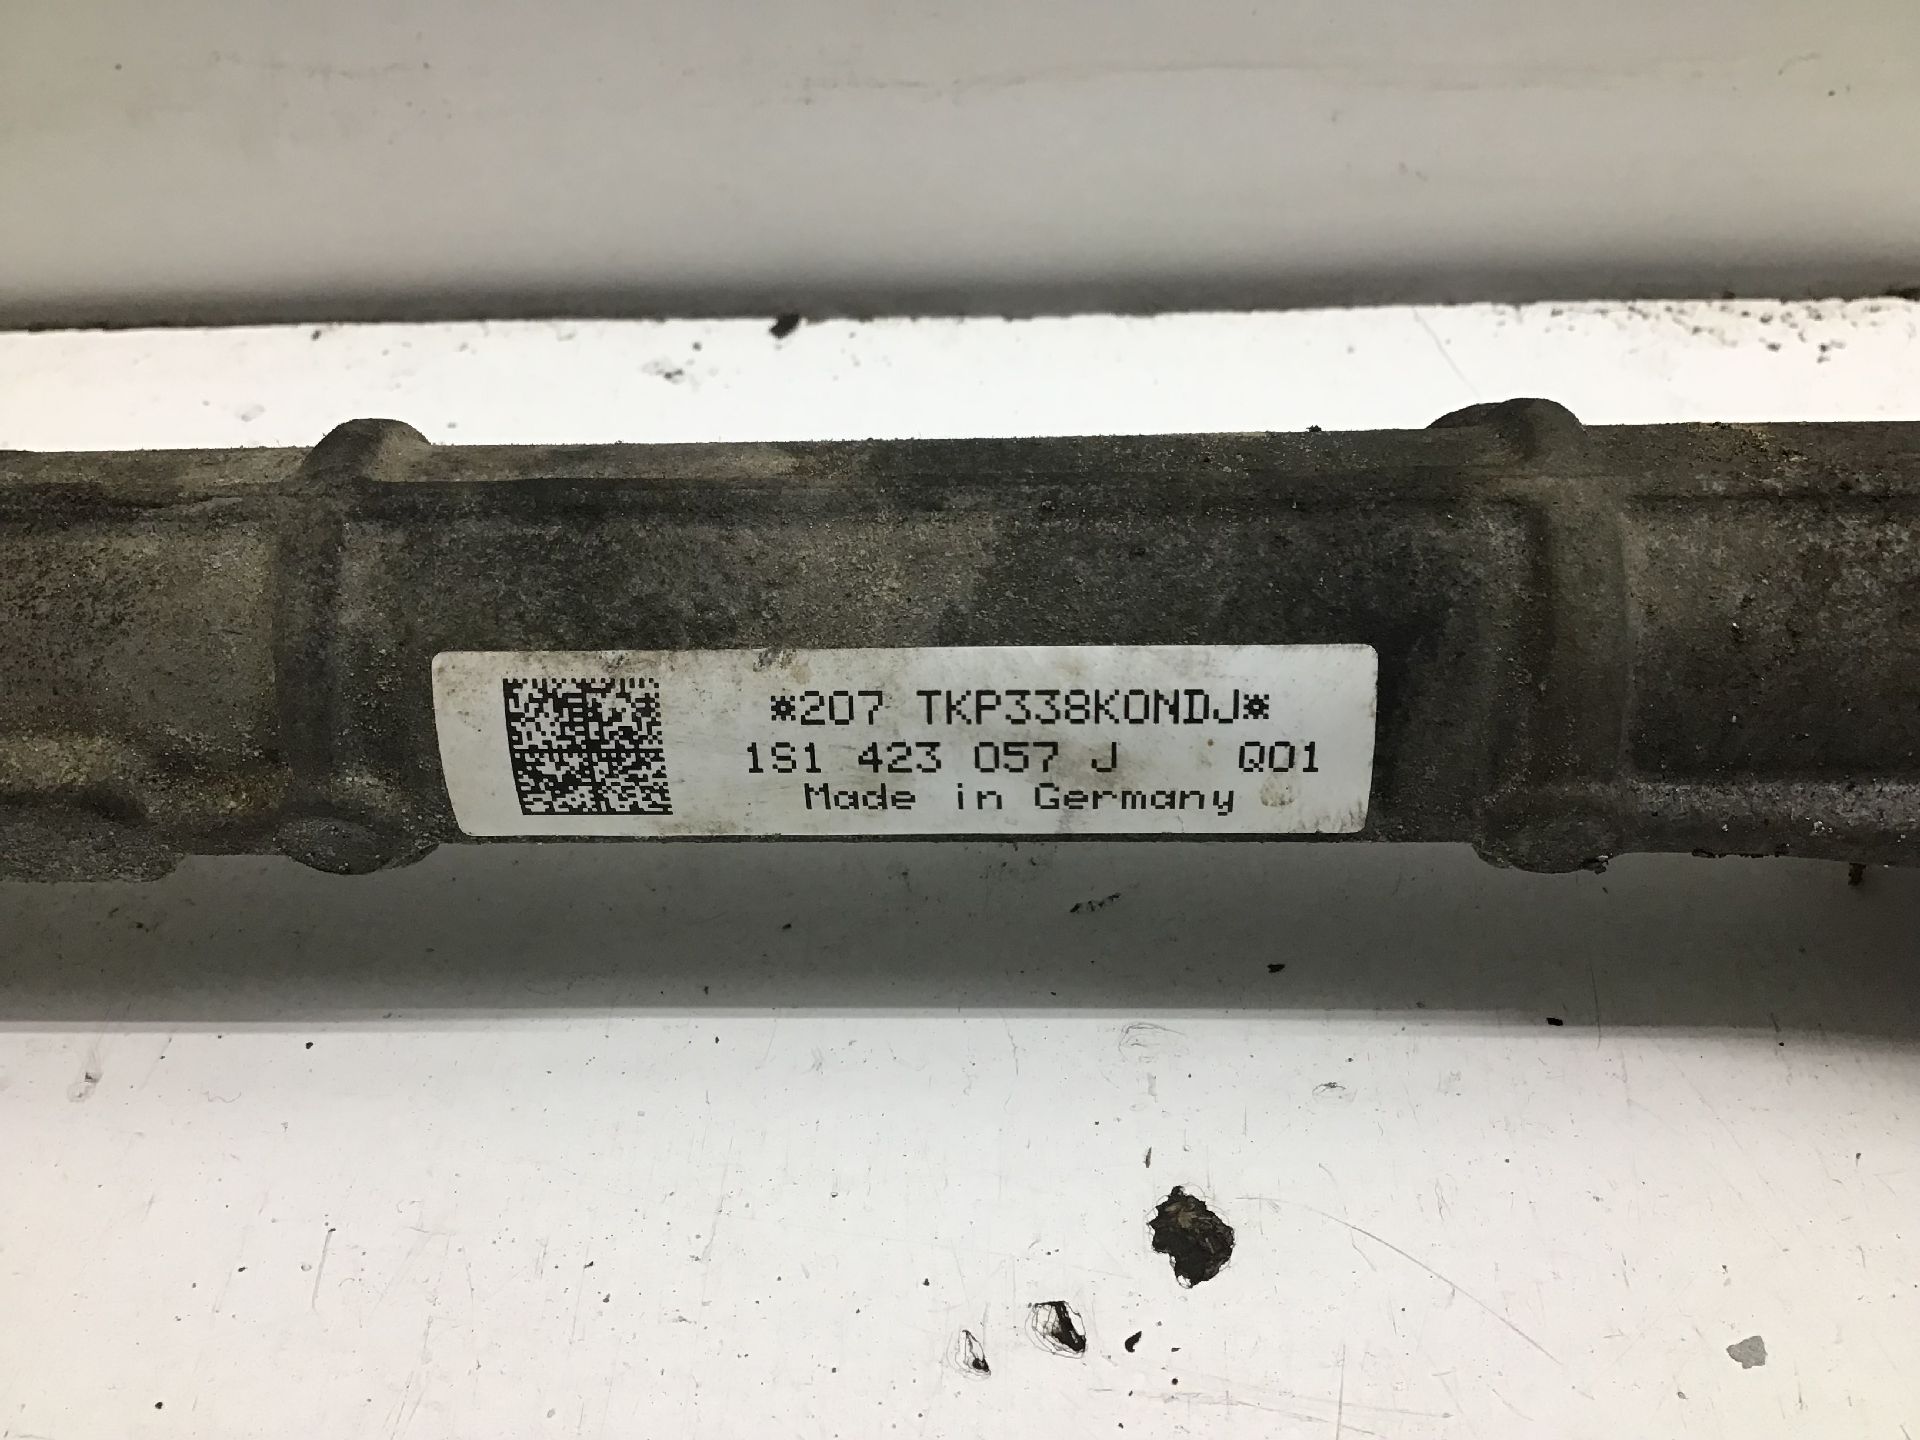 *207 TKP338K0NDJ*
1S1 423 057 J Q01
Made in Germany